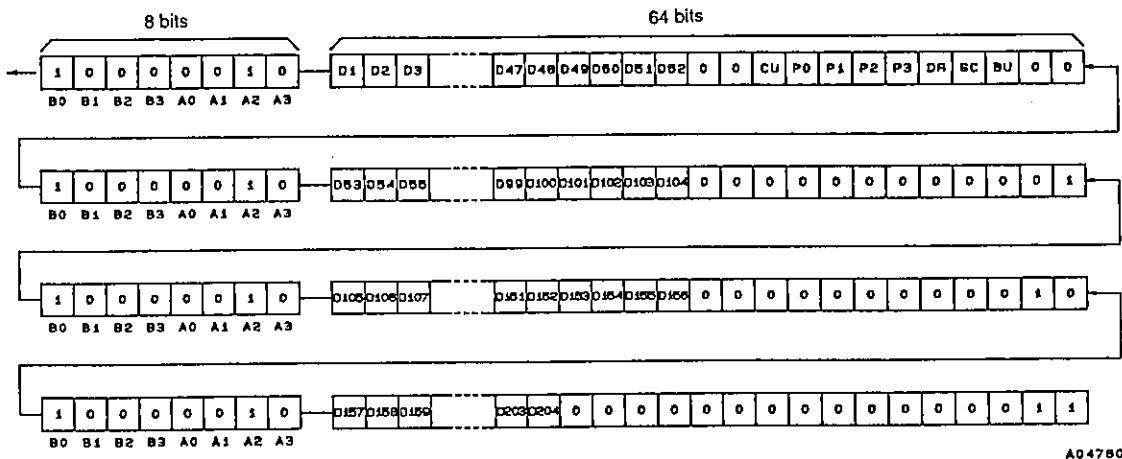 8 bits 64 bits
1 0 0 0 0 0 1 0 D1 D2 D3 D47 D48 D49 D50 D51 D52 0 0 CU P0 P1 P2 P3 DR SC BU 0 0
B0 B1 B2 B3 A0 A1 A2 A3
1 0 0 0 0 0 1 0 D53 D54 D55 D99 D100 D101 D102 D103 D104 0 0 0 0 0 0 0 0 0 0 0 1
B0 B1 B2 B3 A0 A1 A2 A3
1 0 0 0 0 0 1 0 D105 D106 D107 D151 D152 D153 D154 D155 D156 0 0 0 0 0 0 0 0 0 0 1 0
B0 B1 B2 B3 A0 A1 A2 A3
1 0 0 0 0 0 1 0 D157 D158 D159 D203 D204 0 0 0 0 0 0 0 0 0 0 0 0 0 0 1 1
B0 B1 B2 B3 A0 A1 A2 A3
A04760